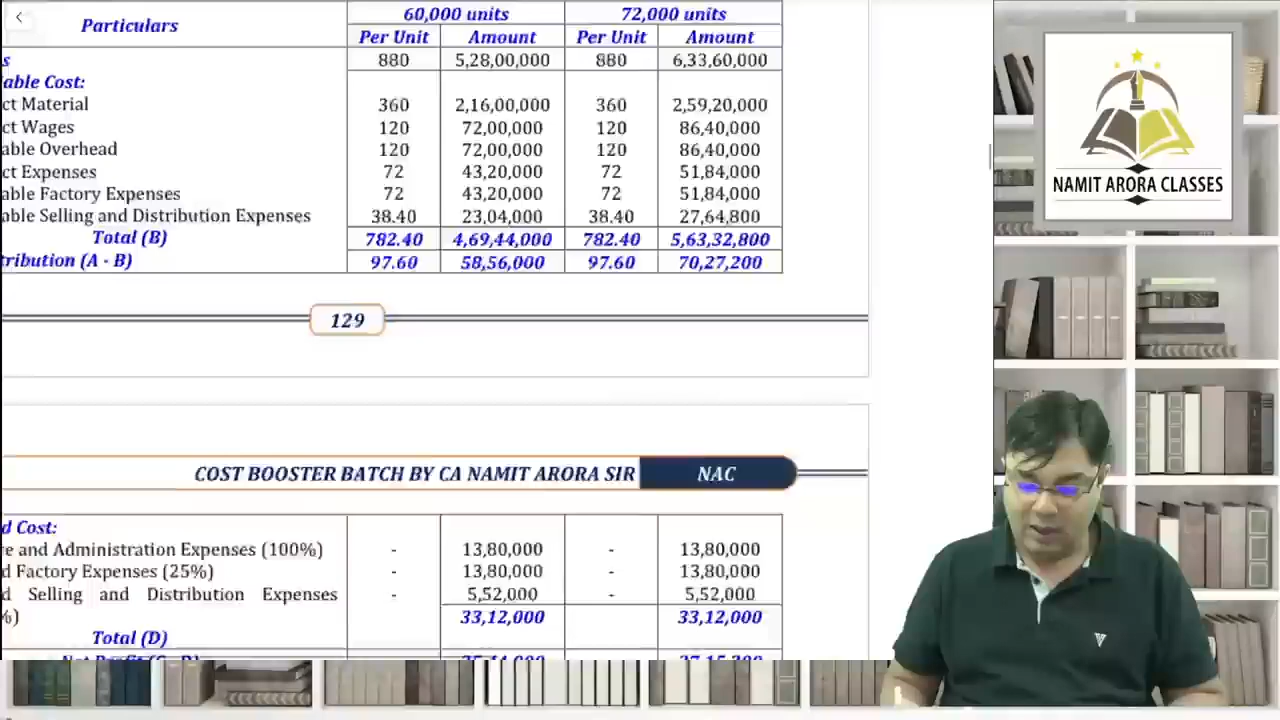 Particulars 60,000 units 72,000 units
Per Unit Amount Per Unit Amount
s 880 5,28,00,000 880 6,33,60,000
able Cost:
ct Material 360 2,16,00,000 360 2,59,20,000
ct Wages 120 72,00,000 120 86,40,000
able Overhead 120 72,00,000 120 86,40,000
ct Expenses 72 43,20,000 72 51,84,000
able Factory Expenses 72 43,20,000 72 51,84,000
able Selling and Distribution Expenses 38.40 23,04,000 38.40 27,64,800
Total (B) 782.40 4,69,44,000 782.40 5,63,32,800
tribution (A - B) 97.60 58,56,000 97.60 70,27,200
129
COST BOOSTER BATCH BY CA NAMIT ARORA SIR NAC
d Cost:
ve and Administration Expenses (100%) - 13,80,000 - 13,80,000
d Factory Expenses (25%) - 13,80,000 - 13,80,000
d Selling and Distribution Expenses - 5,52,000 - 5,52,000
%) 33,12,000 33,12,000
Total (D)
NAMIT ARORA CLASSES